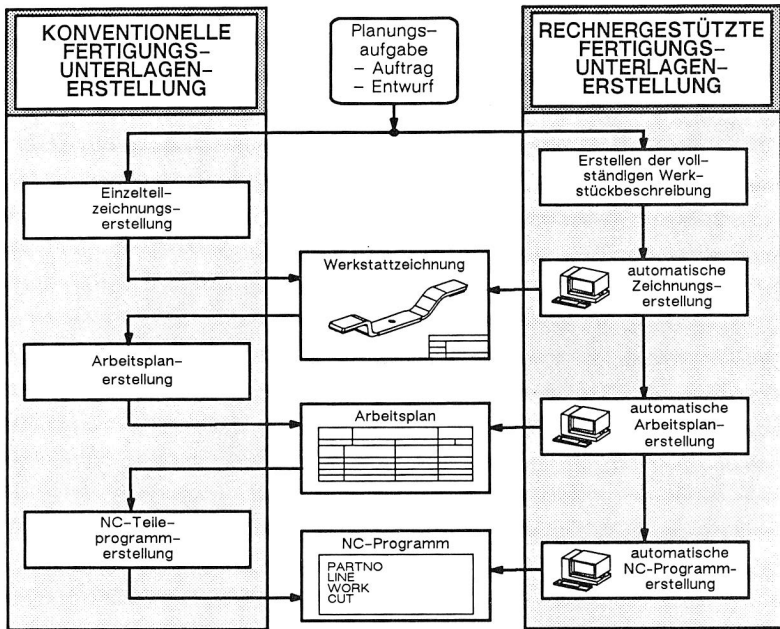 KONVENTIONELLE
FERTIGUNGS-
UNTERLAGEN-
ERSTELLUNG
Planungs-
aufgabe
- Auftrag
- Entwurf
RECHNERGESTÜTZTE
FERTIGUNGS-
UNTERLAGEN-
ERSTELLUNG
Einzelteil-
zeichnungs-
erstellung
Erstellen der voll-
ständigen Werk-
stückbeschreibung
Werkstattzeichnung
automatische
Zeichnungs-
erstellung
Arbeitsplan-
erstellung
Arbeitsplan
automatische
Arbeitsplan-
erstellung
NC-Teile-
programm-
erstellung
NC-Programm
PARTNO
LINE
WORK
CUT
automatische
NC-Programm-
erstellung